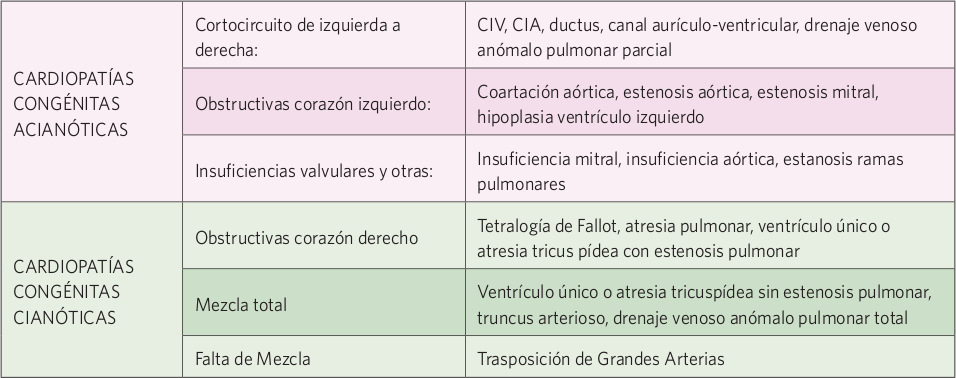 CARDIOPATÍAS
CONGÉNITAS
ACIANÓTICAS
Cortocircuito de izquierda a
derecha:
CIV, CIA, ductus, canal aurículo-ventricular, drenaje venoso
anómalo pulmonar parcial
Obstructivas corazón izquierdo:
Coartación aórtica, estenosis aórtica, estenosis mitral,
hipoplasia ventrículo izquierdo
Insuficiencias valvulares y otras:
Insuficiencia mitral, insuficiencia aórtica, estanosis ramas
pulmonares
CARDIOPATÍAS
CONGÉNITAS
CIANÓTICAS
Obstructivas corazón derecho
Tetralogía de Fallot, atresia pulmonar, ventrículo único o
atresia tricus pídea con estenosis pulmonar
Mezcla total
Ventrículo único o atresia tricuspídea sin estenosis pulmonar,
truncus arterioso, drenaje venoso anómalo pulmonar total
Falta de Mezcla
Trasposición de Grandes Arterias